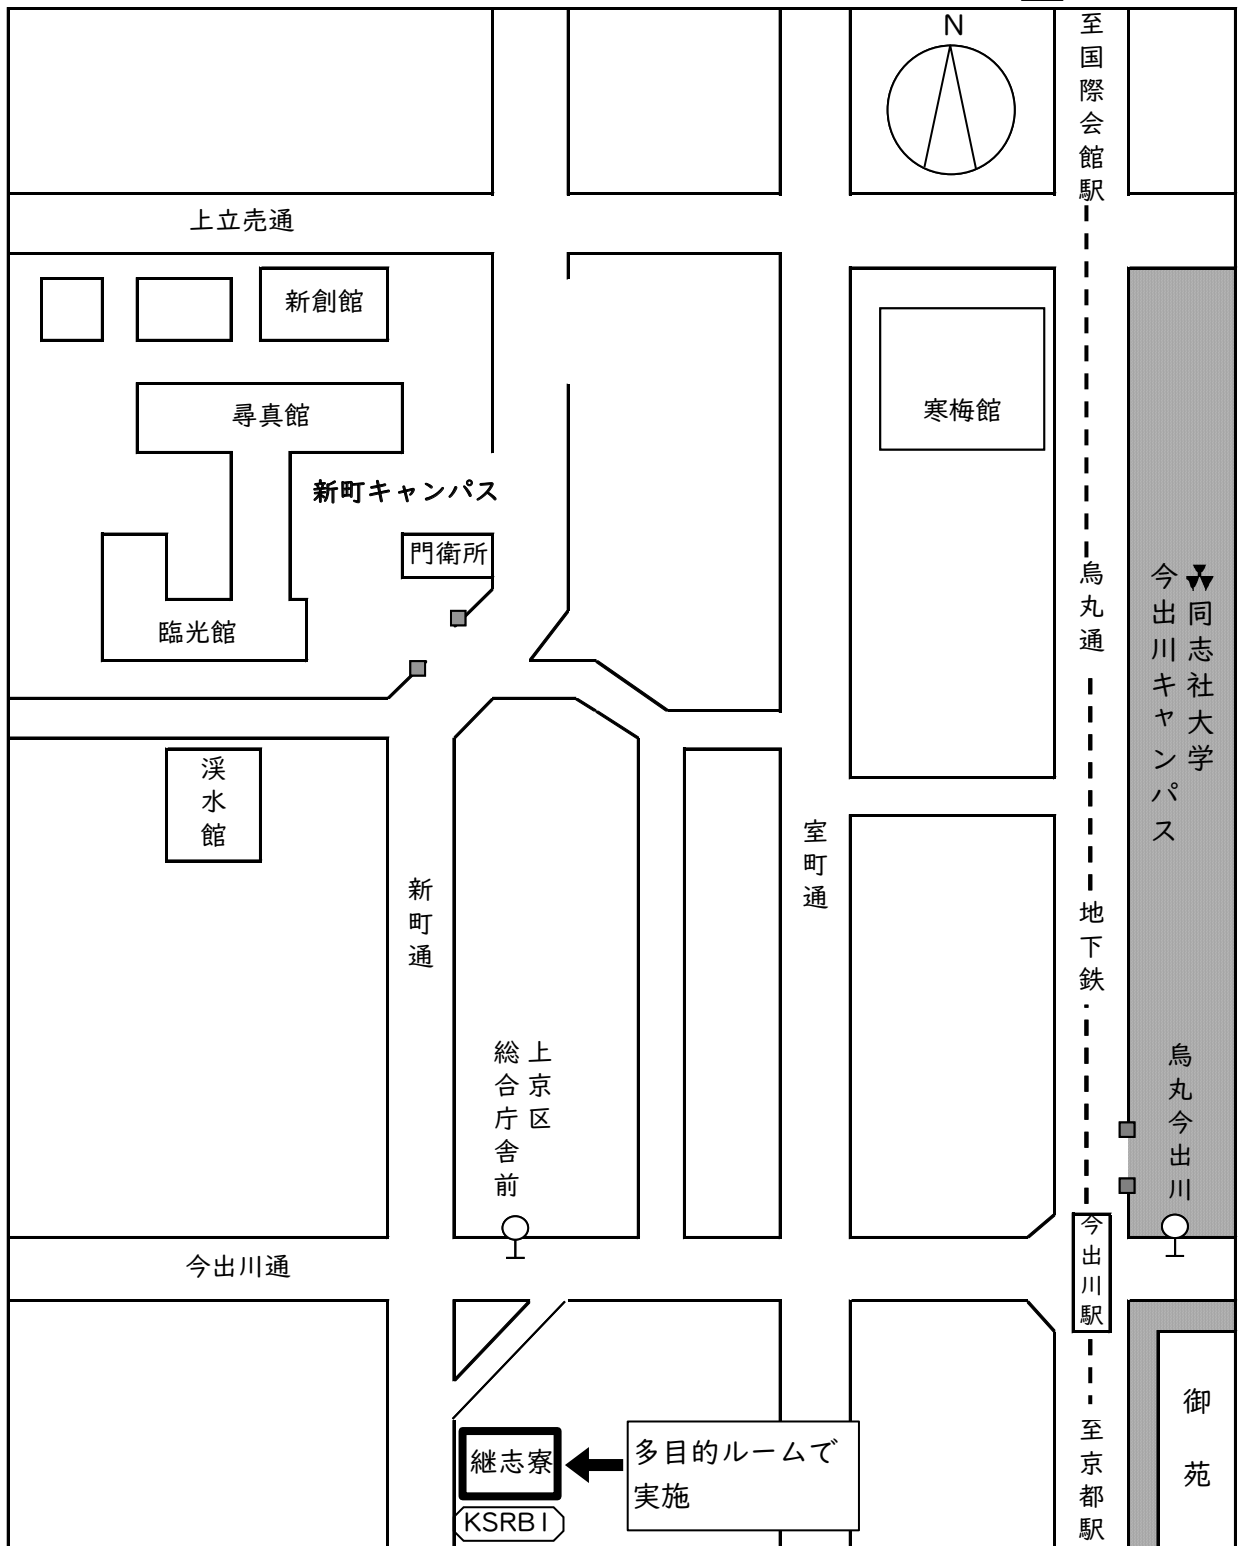 N
至国際会館駅
上立売通
新創館
尋真館
寒梅館
新町キャンパス
門衛所
臨光館
烏丸通
同志社大学
今出川キャンパス
渓水館
室町通
新町通
地下鉄
上京区
総合庁舎前
烏丸今出川
今出川通
今出川駅
御苑
継志寮
多目的ルームで
実施
KSRB1
至京都駅